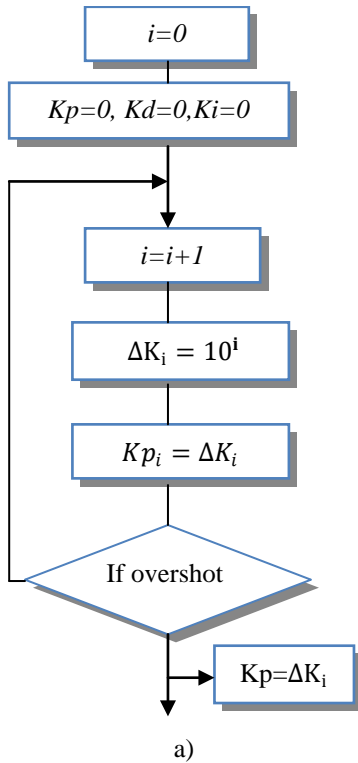 i=0
Kp=0, Kd=0,Ki=0
i=i+1
ΔKᵢ = 10ⁱ
Kpᵢ = ΔKᵢ
If overshot
Kp=ΔKᵢ
a)